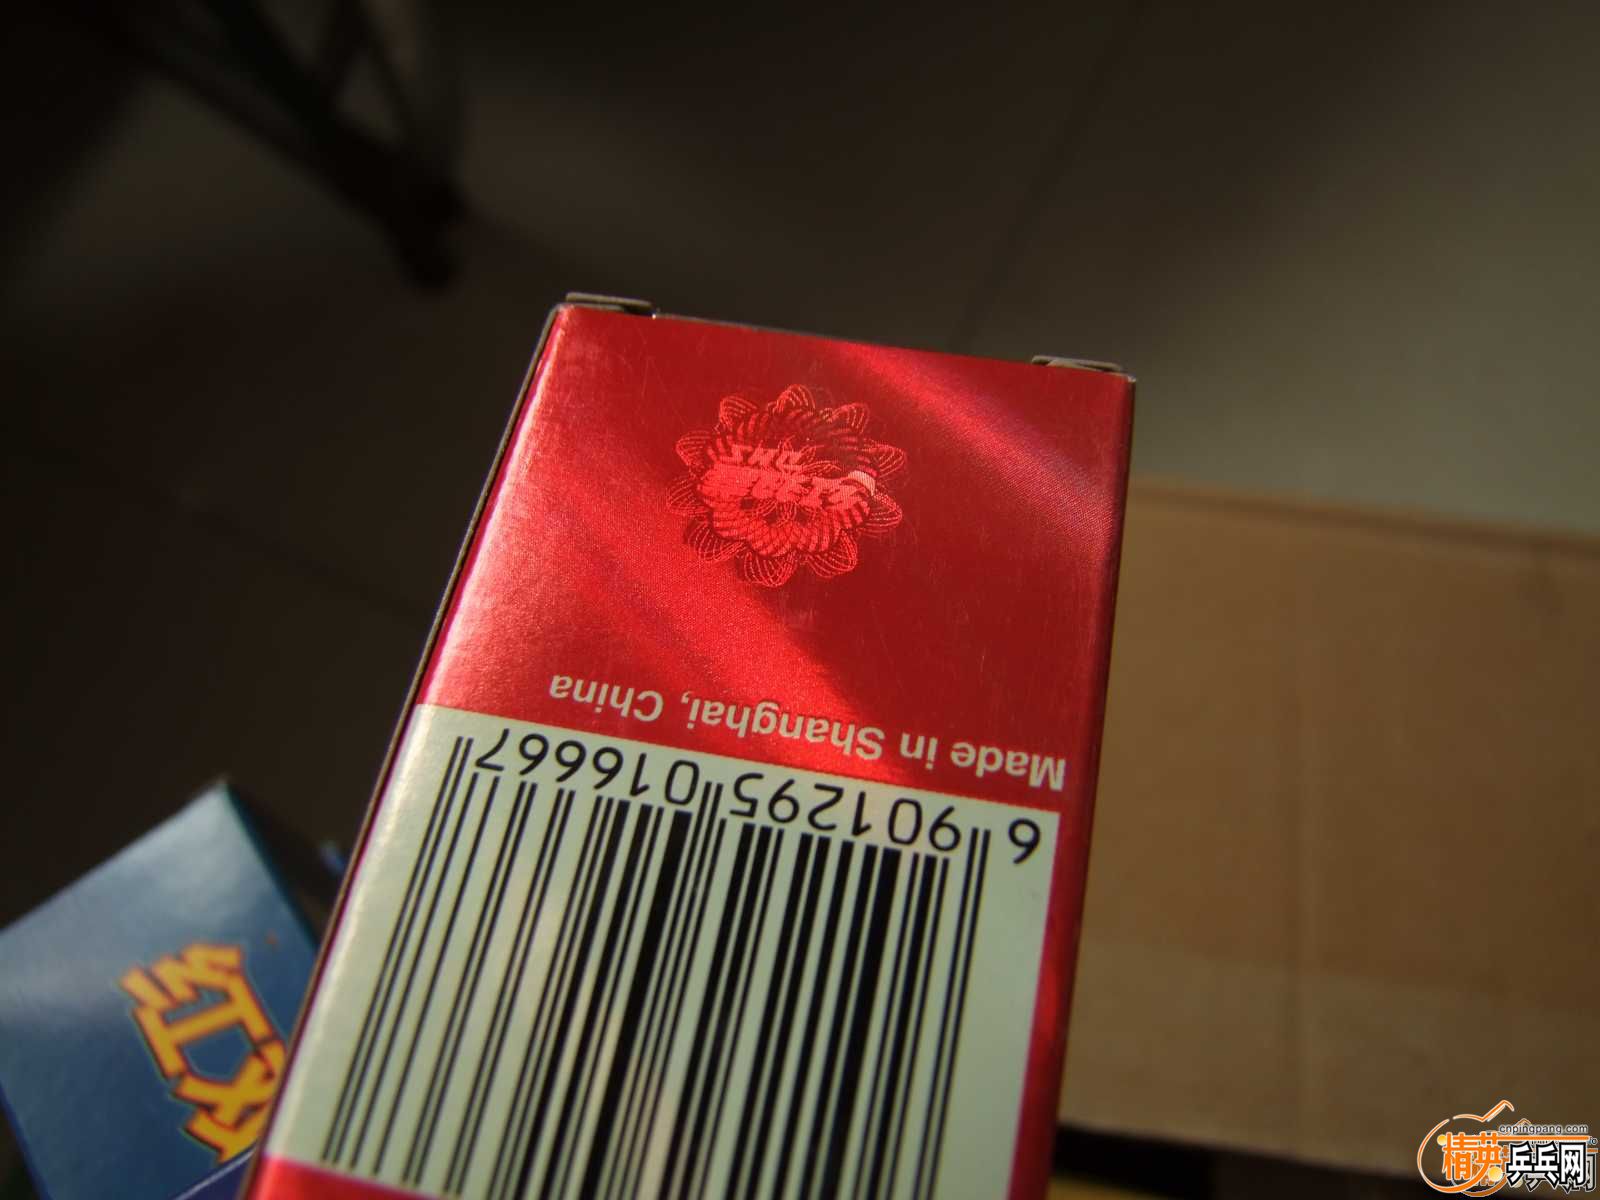 6 901295 016667
Made in Shanghai, China
红双
cnpingpang.com
精英乒乓网